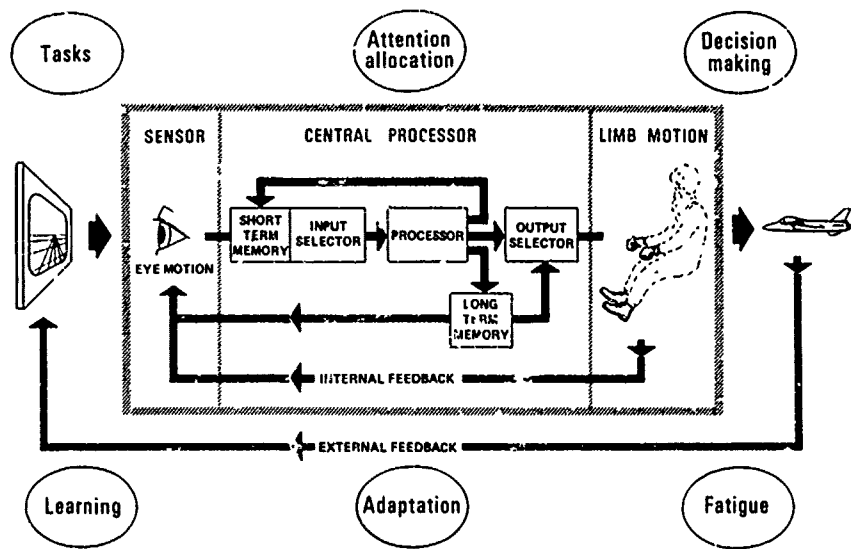 Tasks
Attention
allocation
Decision
making
SENSOR
CENTRAL PROCESSOR
LIMB MOTION
SHORT
TERM
MEMORY
INPUT
SELECTOR
PROCESSOR
OUTPUT
SELECTOR
EYE MOTION
LONG
TERM
MEMORY
INTERNAL FEEDBACK
EXTERNAL FEEDBACK
Learning
Adaptation
Fatigue